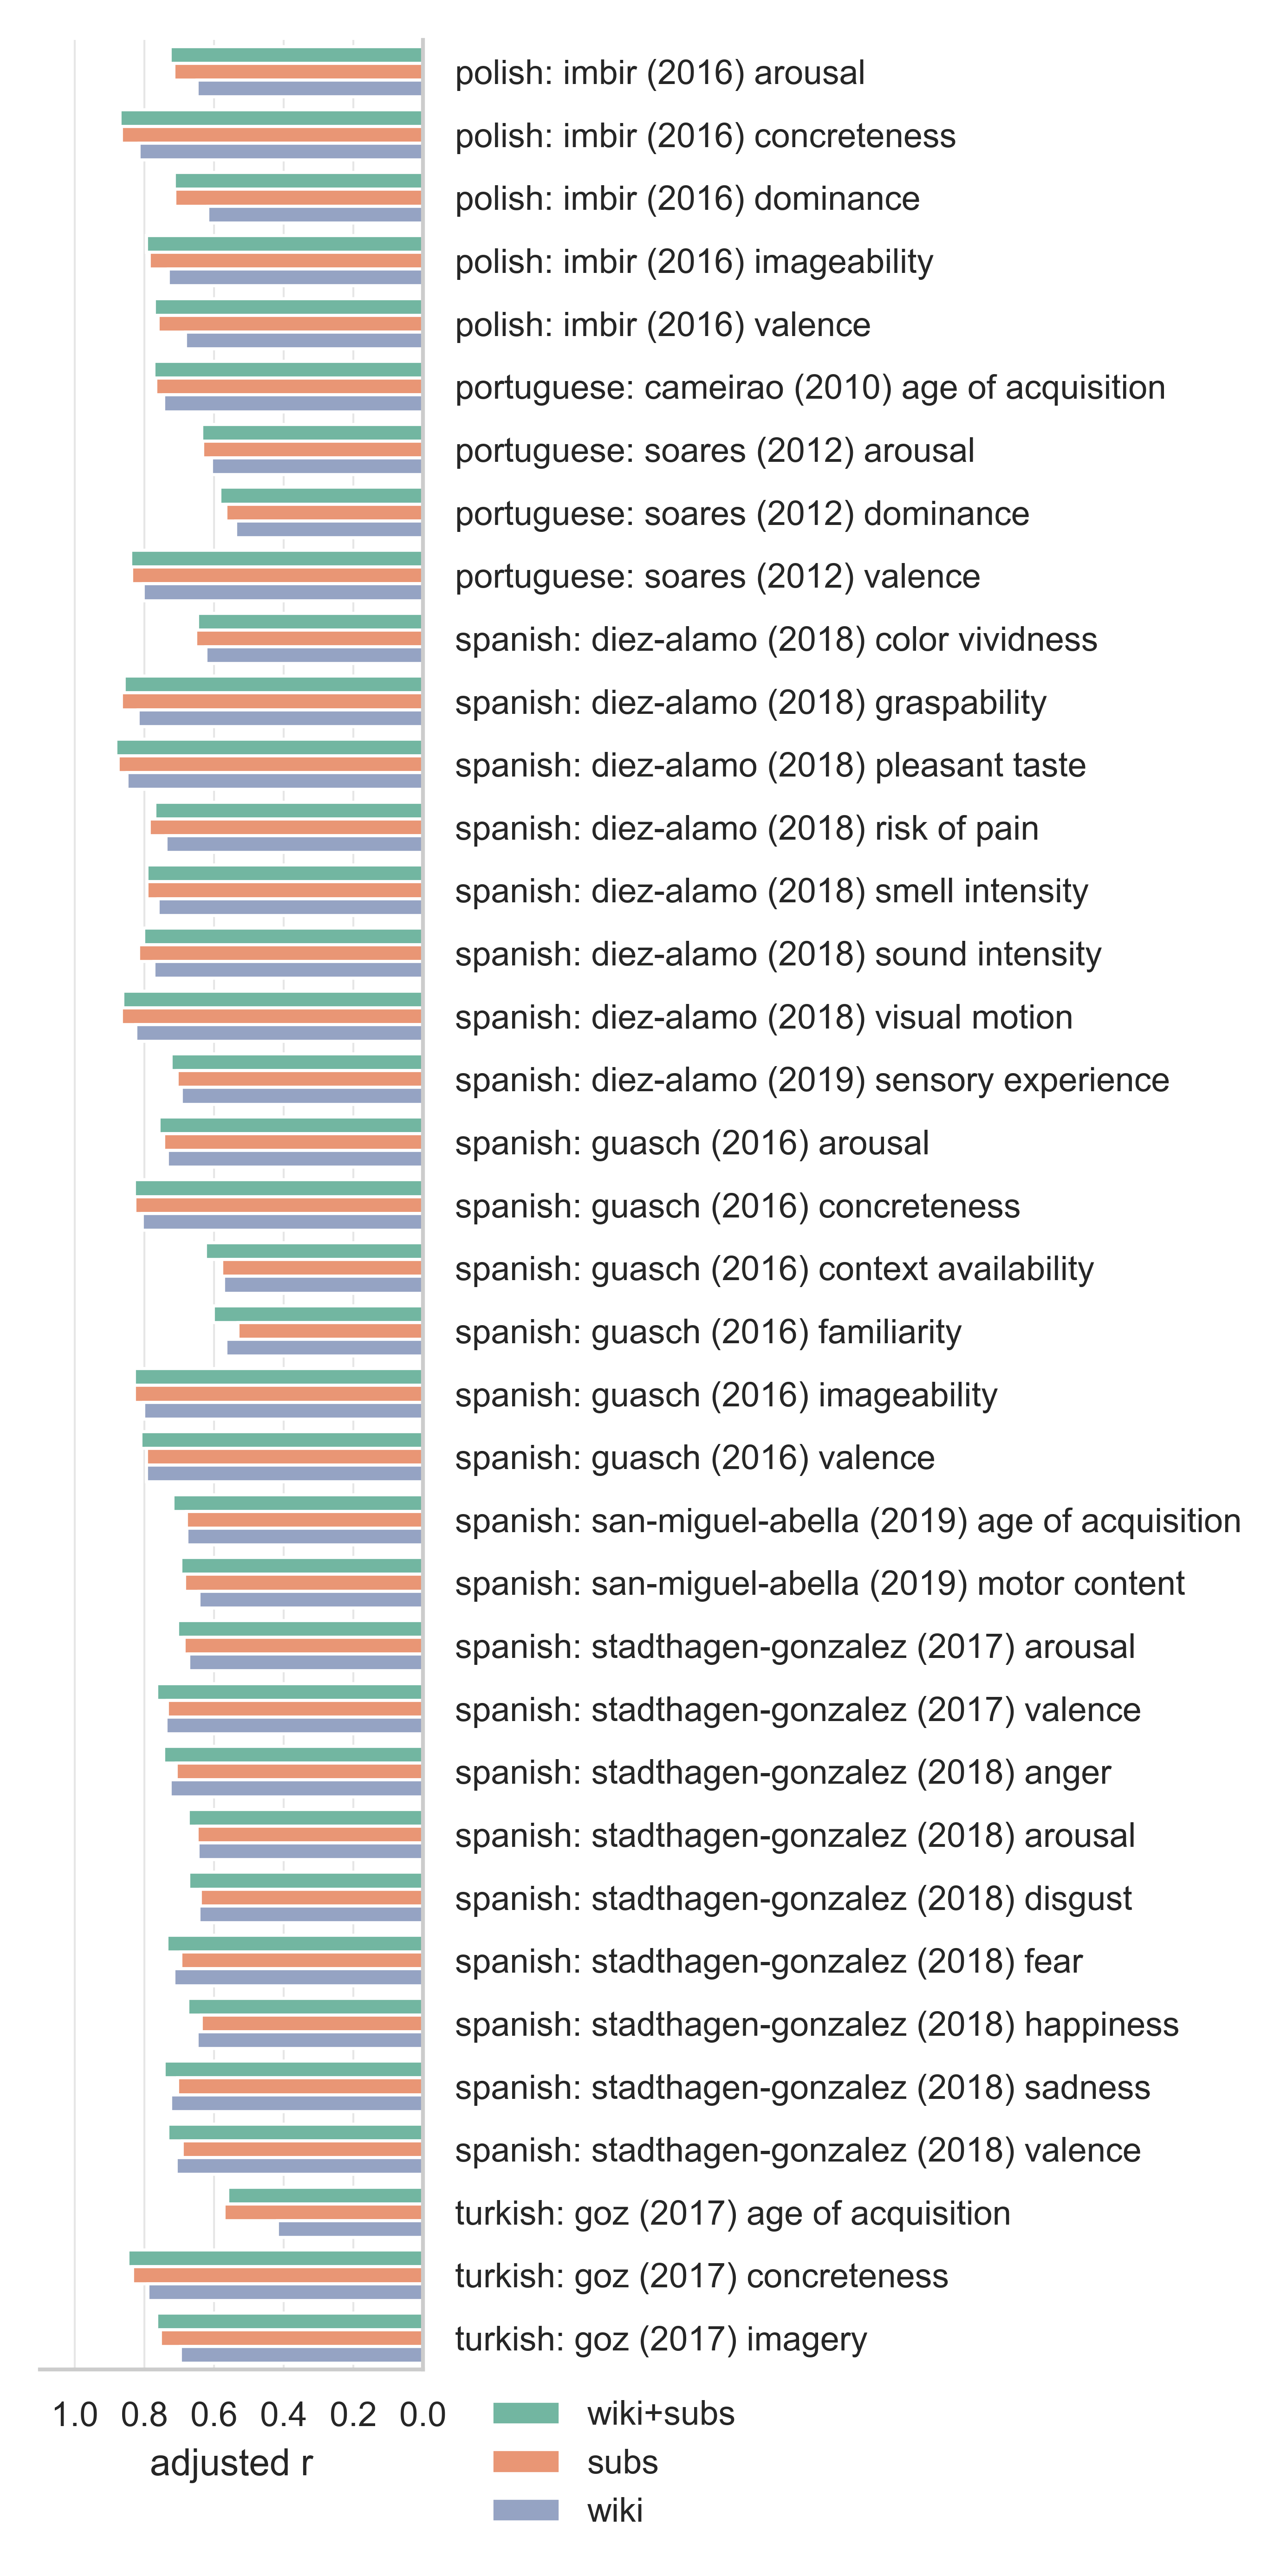 polish: imbir (2016) arousal
polish: imbir (2016) concreteness
polish: imbir (2016) dominance
polish: imbir (2016) imageability
polish: imbir (2016) valence
portuguese: cameirao (2010) age of acquisition
portuguese: soares (2012) arousal
portuguese: soares (2012) dominance
portuguese: soares (2012) valence
spanish: diez-alamo (2018) color vividness
spanish: diez-alamo (2018) graspability
spanish: diez-alamo (2018) pleasant taste
spanish: diez-alamo (2018) risk of pain
spanish: diez-alamo (2018) smell intensity
spanish: diez-alamo (2018) sound intensity
spanish: diez-alamo (2018) visual motion
spanish: diez-alamo (2019) sensory experience
spanish: guasch (2016) arousal
spanish: guasch (2016) concreteness
spanish: guasch (2016) context availability
spanish: guasch (2016) familiarity
spanish: guasch (2016) imageability
spanish: guasch (2016) valence
spanish: san-miguel-abella (2019) age of acquisition
spanish: san-miguel-abella (2019) motor content
spanish: stadthagen-gonzalez (2017) arousal
spanish: stadthagen-gonzalez (2017) valence
spanish: stadthagen-gonzalez (2018) anger
spanish: stadthagen-gonzalez (2018) arousal
spanish: stadthagen-gonzalez (2018) disgust
spanish: stadthagen-gonzalez (2018) fear
spanish: stadthagen-gonzalez (2018) happiness
spanish: stadthagen-gonzalez (2018) sadness
spanish: stadthagen-gonzalez (2018) valence
turkish: goz (2017) age of acquisition
turkish: goz (2017) concreteness
turkish: goz (2017) imagery
1.0 0.8 0.6 0.4 0.2 0.0
adjusted r
wiki+subs
subs
wiki